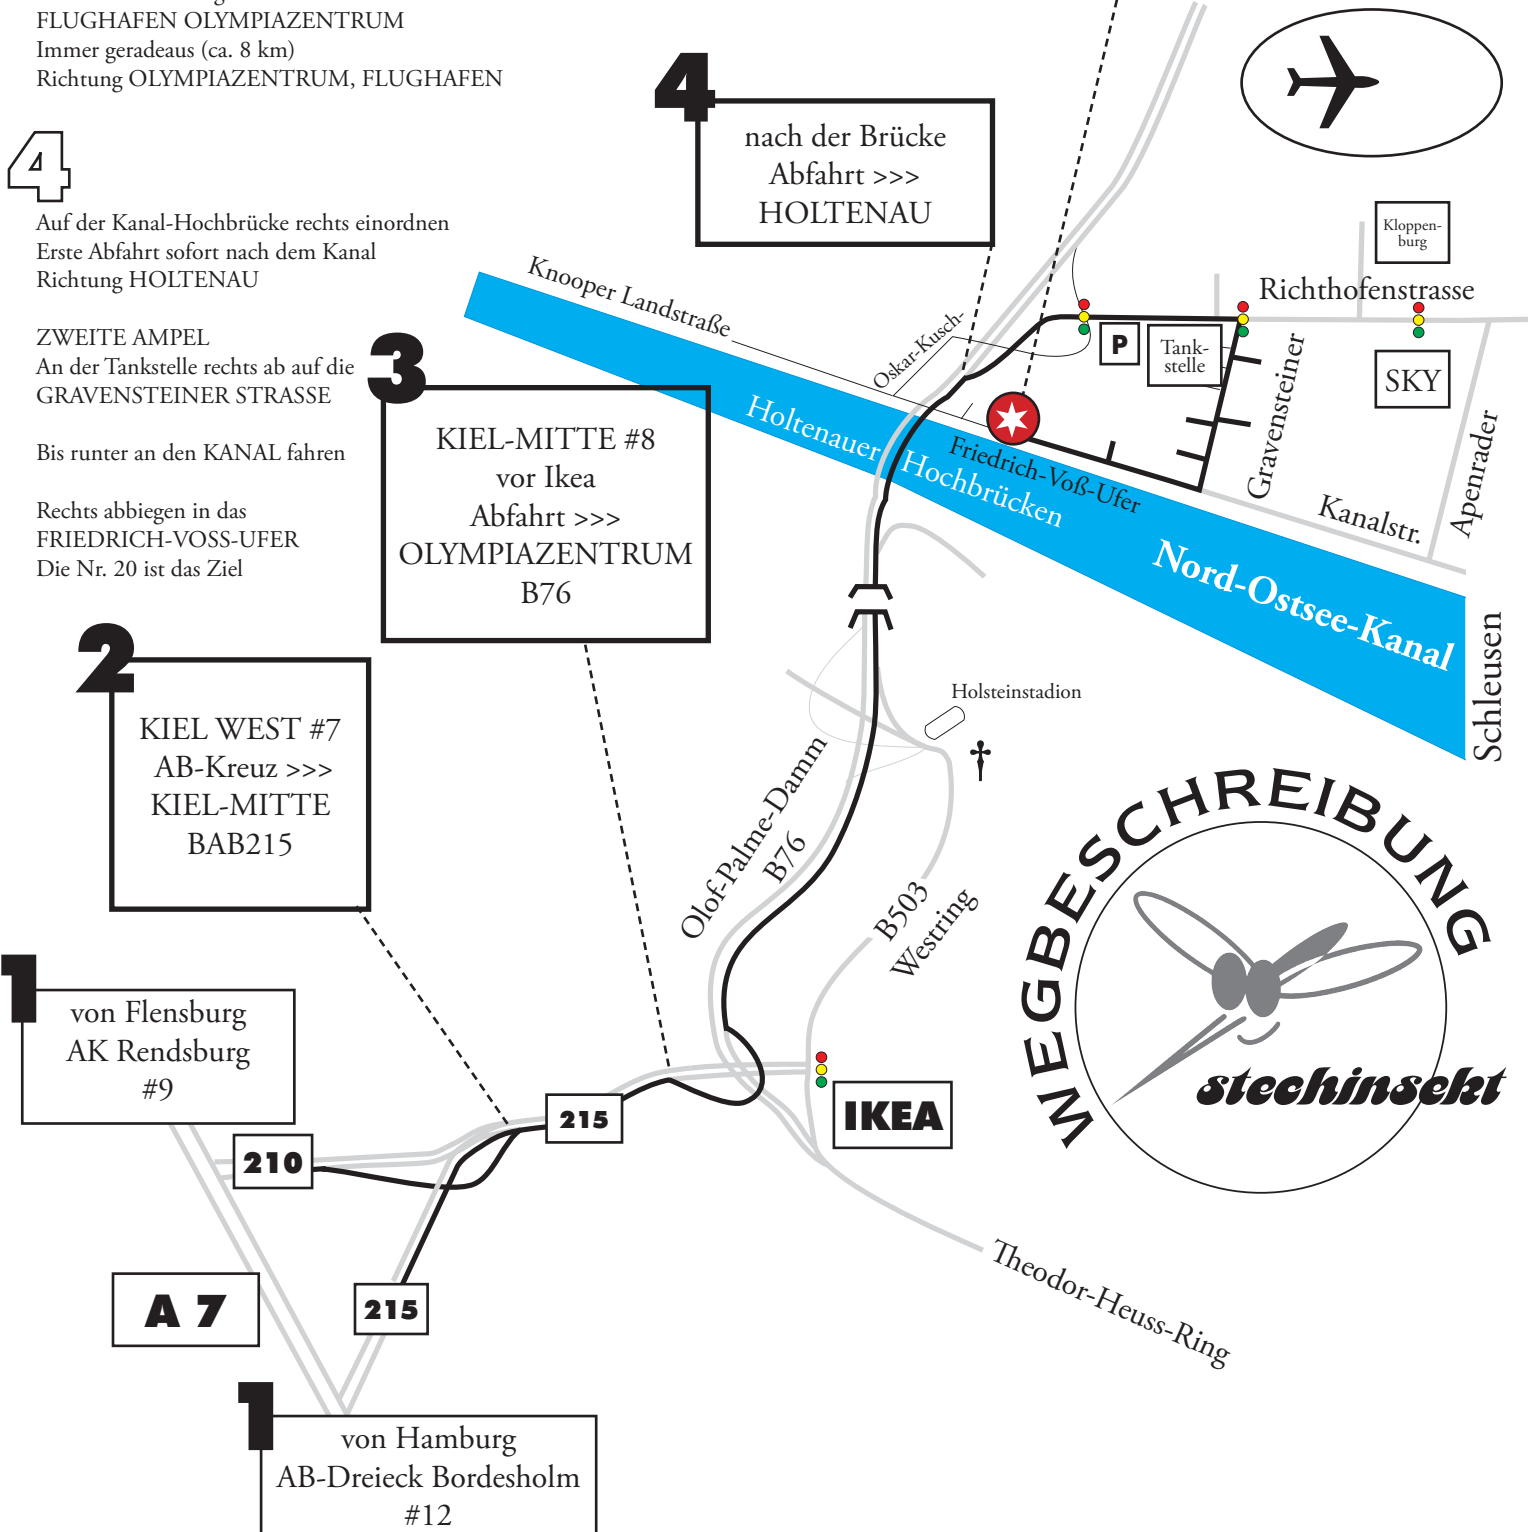 FLUGHAFEN OLYMPIAZENTRUM
Immer geradeaus (ca. 8 km)
Richtung OLYMPIAZENTRUM, FLUGHAFEN
4
Auf der Kanal-Hochbrücke rechts einordnen
Erste Abfahrt sofort nach dem Kanal
Richtung HOLTENAU
ZWEITE AMPEL
An der Tankstelle rechts ab auf die
GRAVENSTEINER STRASSE
Bis runter an den KANAL fahren
Rechts abbiegen in das
FRIEDRICH-VOSS-UFER
Die Nr. 20 ist das Ziel
4
nach der Brücke
Abfahrt >>>
HOLTENAU
Kloppen-
burg
Richthofenstrasse
Knooper Landstraße
Oskar-Kusch-
P
Tank-
stelle
SKY
Gravensteiner
Apenrader
Kanalstr.
Friedrich-Voß-Ufer
Holtenauer Hochbrücken
Nord-Ostsee-Kanal
Schleusen
3
KIEL-MITTE #8
vor Ikea
Abfahrt >>>
OLYMPIAZENTRUM
B76
2
KIEL WEST #7
AB-Kreuz >>>
KIEL-MITTE
BAB215
Holsteinstadion
Olof-Palme-Damm
B76
B503
Westring
WEGBESCHREIBUNG
stechinsekt
1
von Flensburg
AK Rendsburg
#9
215
IKEA
210
A 7
215
Theodor-Heuss-Ring
1
von Hamburg
AB-Dreieck Bordesholm
#12